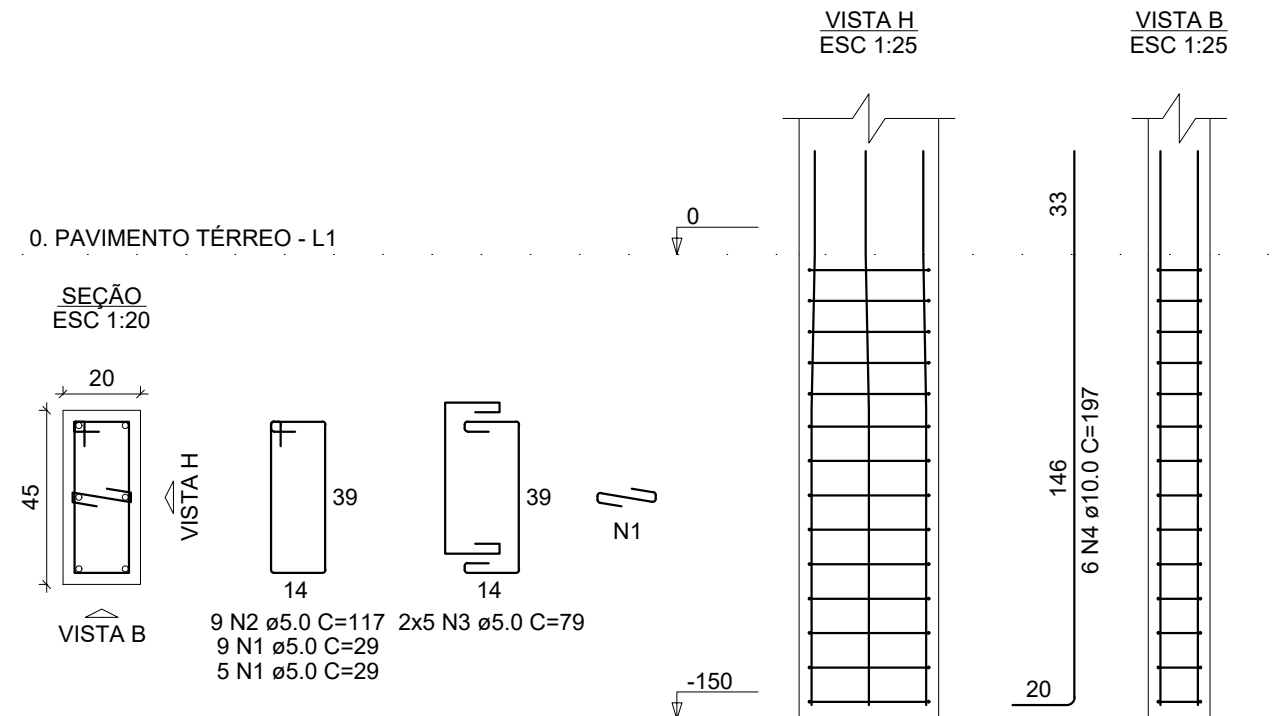 VISTA H
ESC 1:25
VISTA B
ESC 1:25
0. PAVIMENTO TÉRREO - L1
0
33
SEÇÃO
ESC 1:20
20
45
VISTA H
VISTA B
39
14
9 N2 ø5.0 C=117
9 N1 ø5.0 C=29
5 N1 ø5.0 C=29
39
14
2x5 N3 ø5.0 C=79
N1
146
6 N4 ø10.0 C=197
-150
20